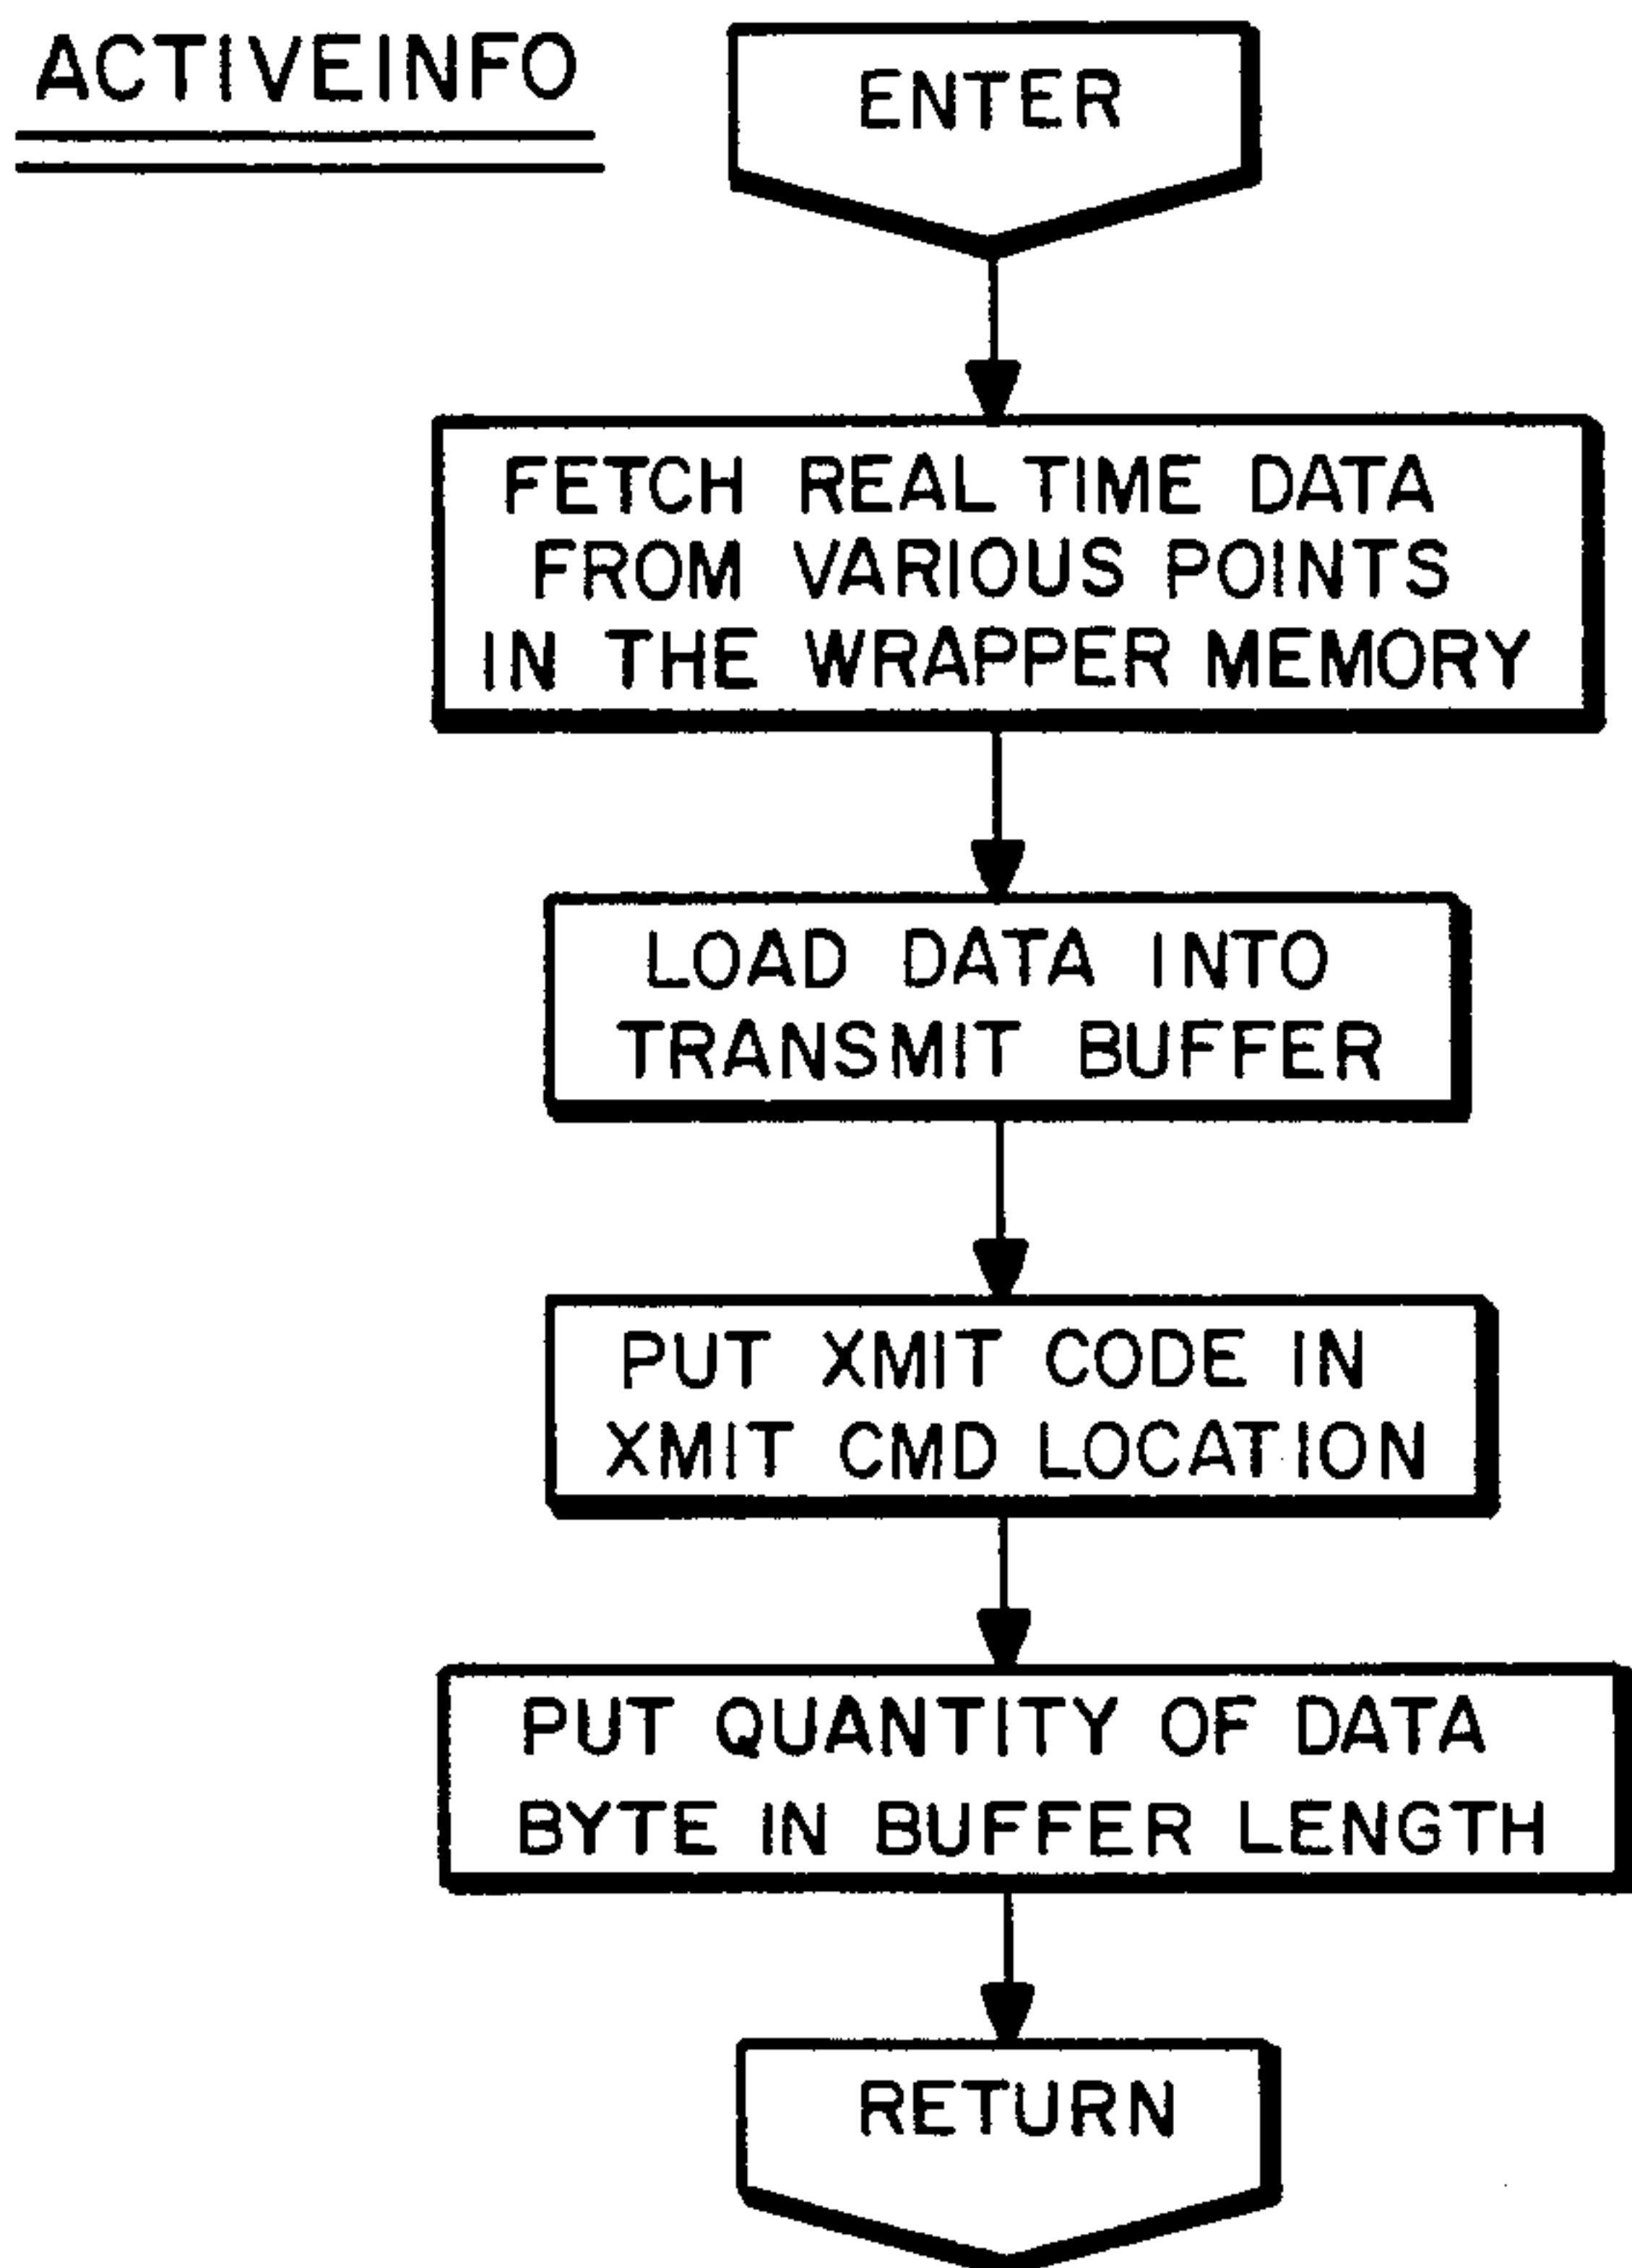 ACTIVEINFO
ENTER
FETCH REAL TIME DATA
FROM VARIOUS POINTS
IN THE WRAPPER MEMORY
LOAD DATA INTO
TRANSMIT BUFFER
PUT XMIT CODE IN
XMIT CMD LOCATION
PUT QUANTITY OF DATA
BYTE IN BUFFER LENGTH
RETURN